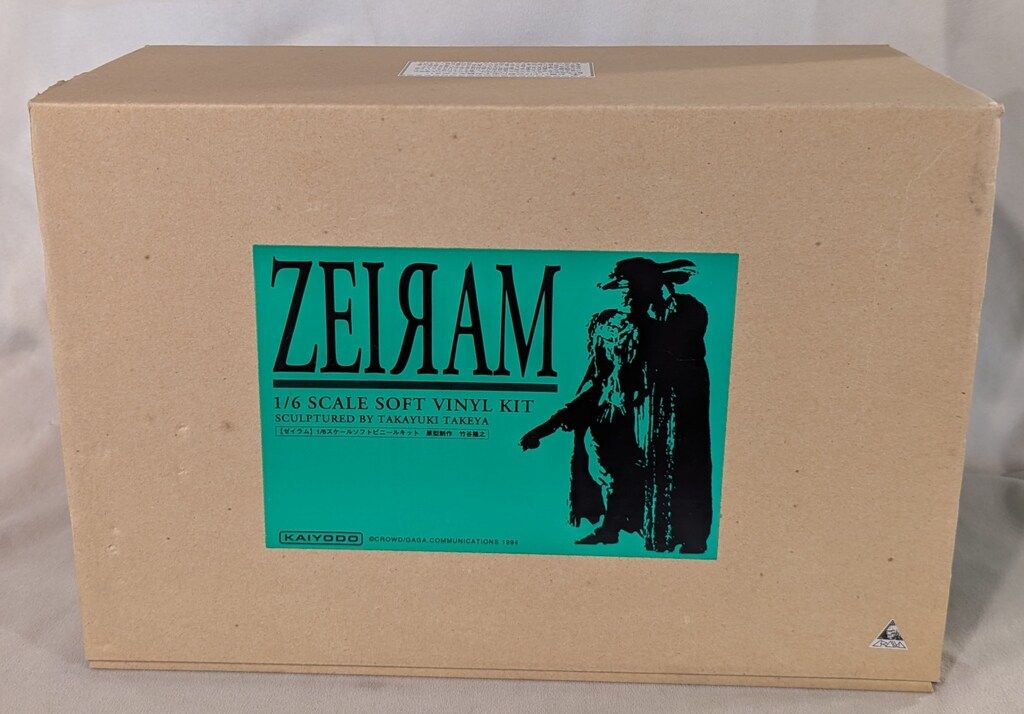 ZEIЯAM
1/6 SCALE SOFT VINYL KIT
SCULPTURED BY TAKAYUKI TAKEYA
【ゼイラム】1/6スケールソフトビニールキット 原型制作 竹谷隆之
KAIYODO
©CROWD/GAGA COMMUNICATIONS 1994